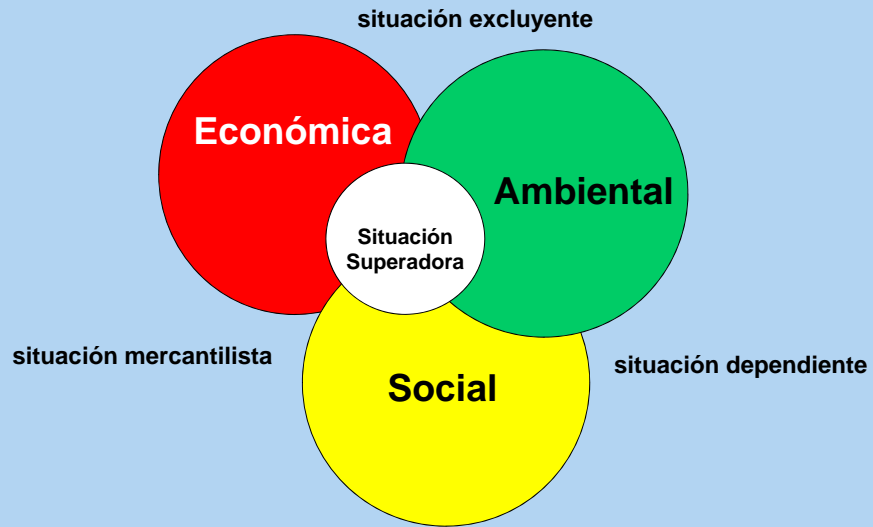 situación excluyente
Económica
Ambiental
Situación
Superadora
situación mercantilista
situación dependiente
Social